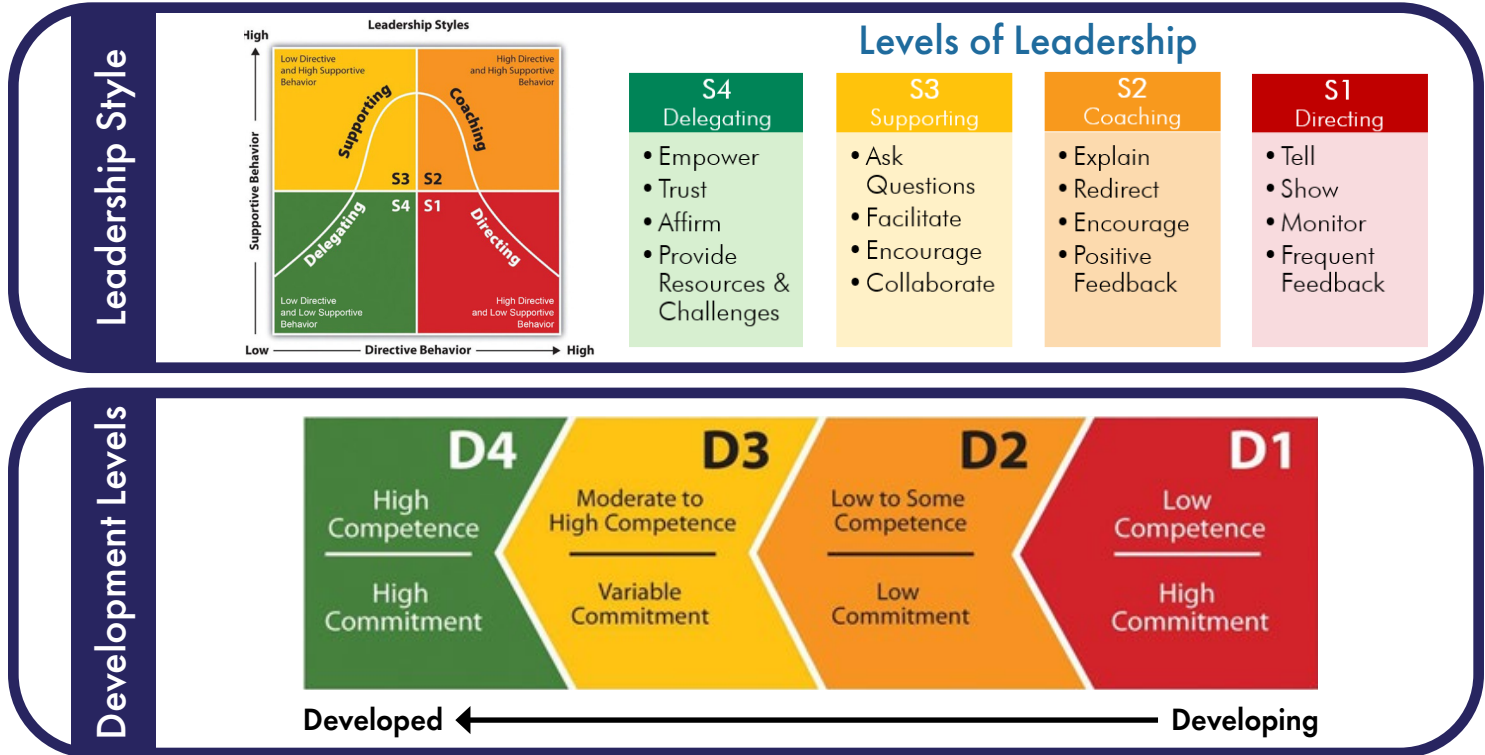 Leadership Style
Leadership Styles
High
Supportive Behavior
Low Directive
and High Supportive
Behavior
High Directive
and High Supportive
Behavior
Supporting
Coaching
S3
S2
S4
S1
Delegating
Directing
Low Directive
and Low Supportive
Behavior
High Directive
and Low Supportive
Behavior
Low
Directive Behavior
High
Levels of Leadership
S4
Delegating
• Empower
• Trust
• Affirm
• Provide
Resources &
Challenges
S3
Supporting
• Ask
Questions
• Facilitate
• Encourage
• Collaborate
S2
Coaching
• Explain
• Redirect
• Encourage
• Positive
Feedback
S1
Directing
• Tell
• Show
• Monitor
• Frequent
Feedback
Development Levels
D4
High
Competence
High
Commitment
D3
Moderate to
High Competence
Variable
Commitment
D2
Low to Some
Competence
Low
Commitment
D1
Low
Competence
High
Commitment
Developed
Developing